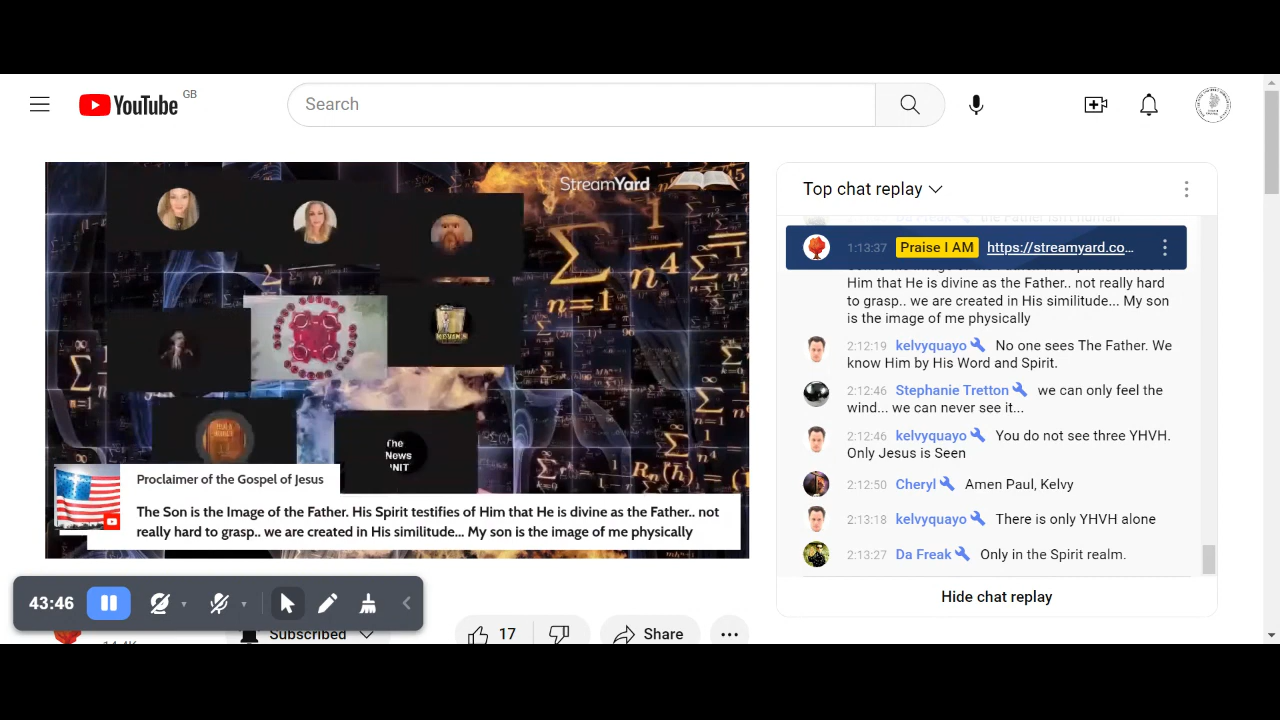 YouTube GB
Search
StreamYard
The
News
UNIT
Proclaimer of the Gospel of Jesus
The Son is the Image of the Father. His Spirit testifies of Him that He is divine as the Father.. not
really hard to grasp.. we are created in His similitude... My son is the image of me physically
43:46
Subscribed
17
Share
Top chat replay
1:13:37 Praise I AM https://streamyard.co...
Him that He is divine as the Father.. not really hard
to grasp.. we are created in His similitude... My son
is the image of me physically
2:12:19 kelvyquayo No one sees The Father. We
know Him by His Word and Spirit.
2:12:46 Stephanie Tretton we can only feel the
wind... we can never see it...
2:12:46 kelvyquayo You do not see three YHVH.
Only Jesus is Seen
2:12:50 Cheryl Amen Paul, Kelvy
2:13:18 kelvyquayo There is only YHVH alone
2:13:27 Da Freak Only in the Spirit realm.
Hide chat replay